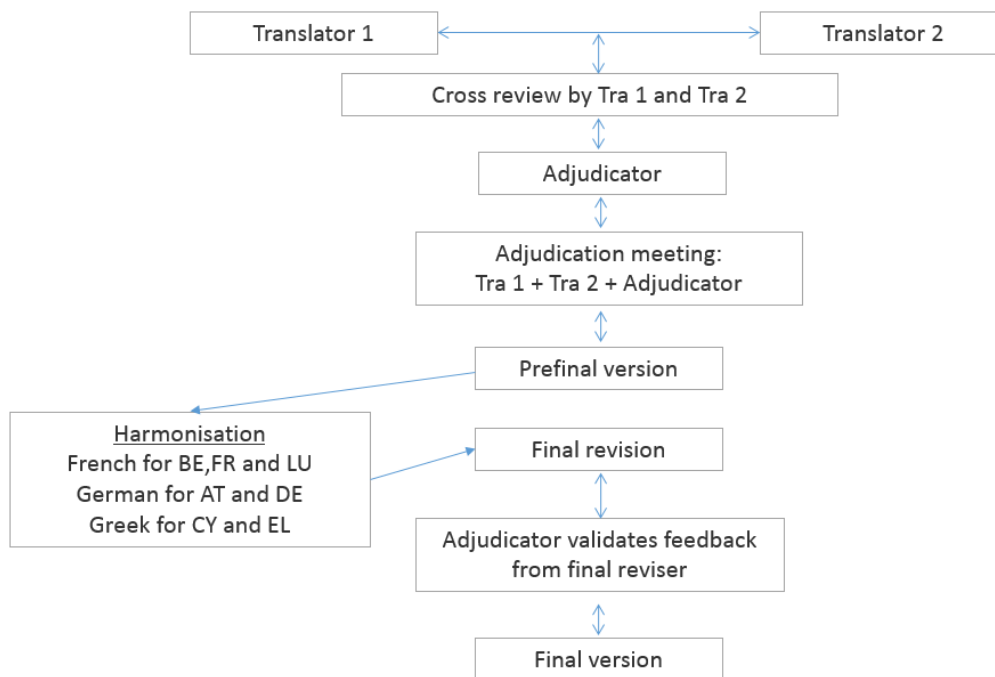 Translator 1
Translator 2
Cross review by Tra 1 and Tra 2
Adjudicator
Adjudication meeting:
Tra 1 + Tra 2 + Adjudicator
Prefinal version
Harmonisation
French for BE,FR and LU
German for AT and DE
Greek for CY and EL
Final revision
Adjudicator validates feedback
from final reviser
Final version